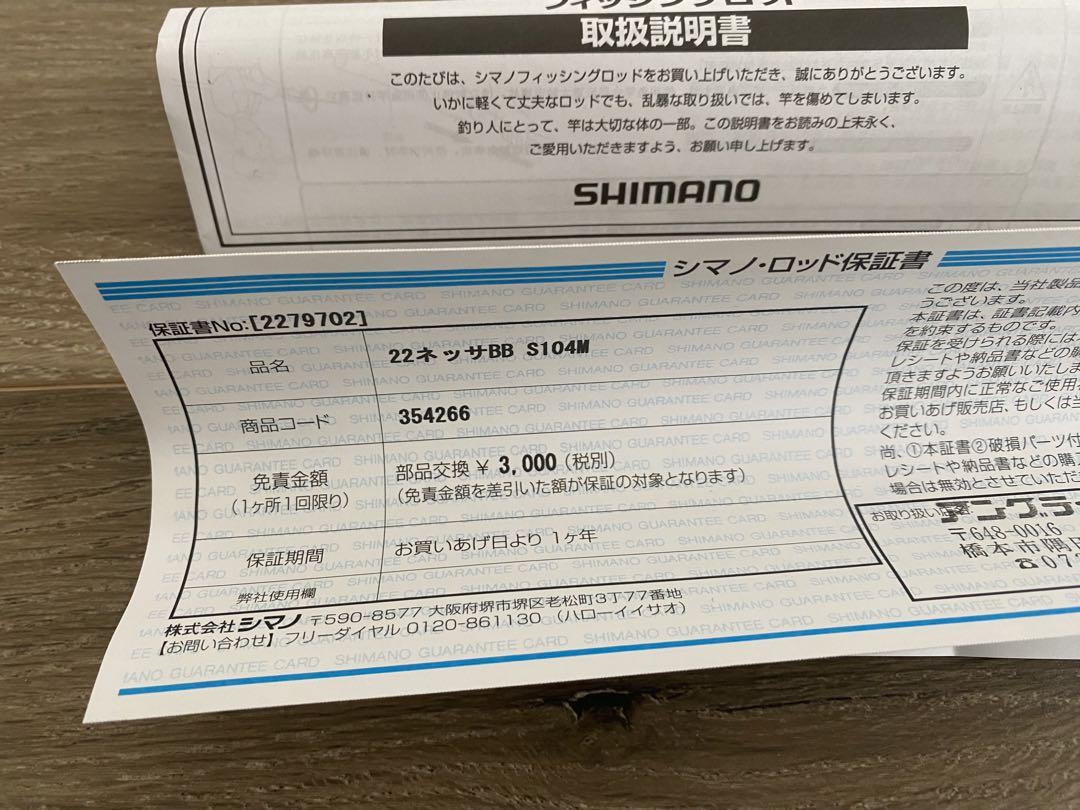 フィッシングロッド
取扱説明書
このたびは、シマノフィッシングロッドをお買い上げいただき、誠にありがとうございます。
いかに軽くて丈夫なロッドでも、乱暴な取り扱いでは、竿を傷めてしまいます。
釣り人にとって、竿は大切な体の一部。この説明書をお読みの上末永く、
ご愛用いただきますよう、お願い申し上げます。
SHIMANO
シマノ・ロッド保証書
保証書No:[2279702]
品名 22ネッサBB S104M
商品コード 354266
免責金額 部品交換 ¥ 3,000 (税別)
(1ヶ所1回限り) (免責金額を差引いた額が保証の対象となります)
保証期間 お買いあげ日より 1ヶ年
弊社使用欄
株式会社シマノ 〒590-8577 大阪府堺市堺区老松町3丁77番地
【お問い合わせ】フリーダイヤル 0120-861130 (ハローイイサオ)
この度は、当社製品
うございます。
本証書は、証書記載内
を約束するものです。
保証を受けられる際には
レシートや納品書などの購
頂きますようお願いいたしま
保証期間内に正常なご使用
お買いあげ販売店、もしくは当
ください。
尚、①本証書②破損パーツ付
レシートや納品書などの購
場合は無効とさせていただ
お取り扱い
〒648-0016
橋本市隅田
☎07
SHIMANO GUARANTEE CARD